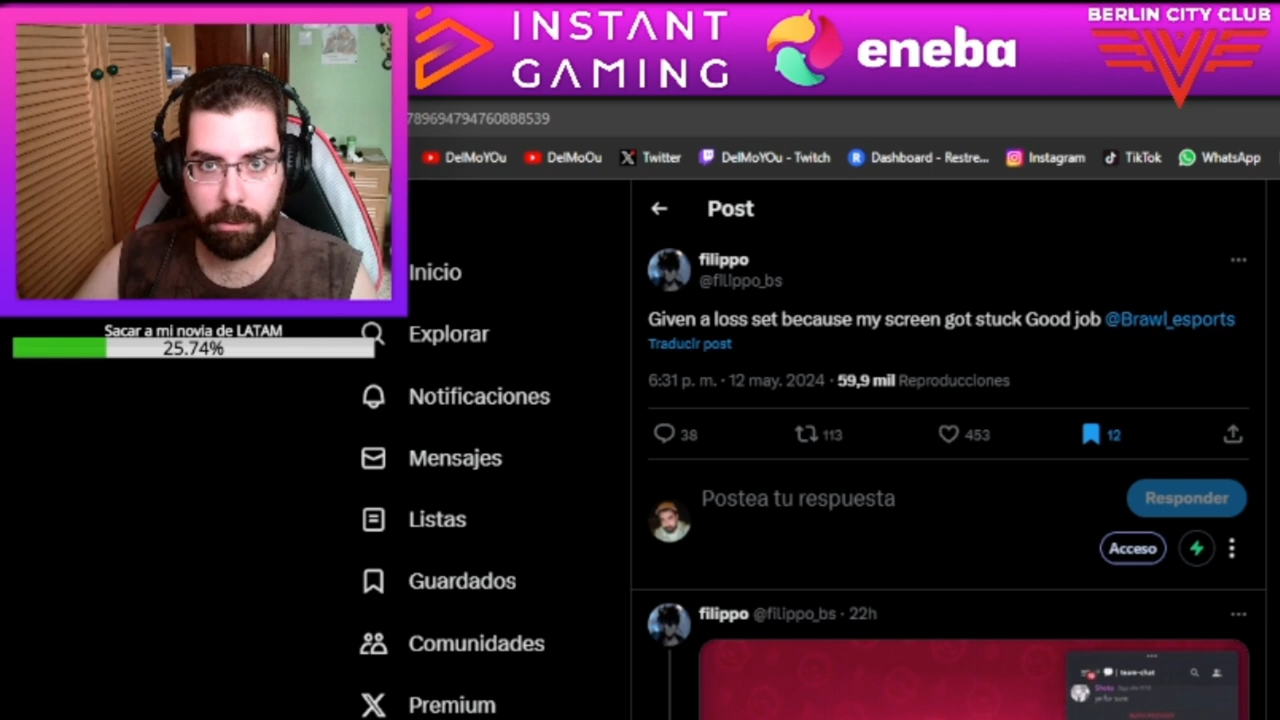 INSTANT GAMING
eneba
BERLIN CITY CLUB
789694794760888539
DelMoYOu
DelMoOu
Twitter
DelMoYOu - Twitch
Dashboard - Restre...
Instagram
TikTok
WhatsApp
Sacar a mi novia de LATAM
25.74%
Inicio
Explorar
Notificaciones
Mensajes
Listas
Guardados
Comunidades
Premium
Post
filippo
@filippo_bs
Given a loss set because my screen got stuck Good job @Brawl_esports
Traducir post
6:31 p. m. · 12 may. 2024 · 59,9 mil Reproducciones
38 113 453 12
Postea tu respuesta
Responder
Acceso
filippo @filippo_bs · 22h
team-chat